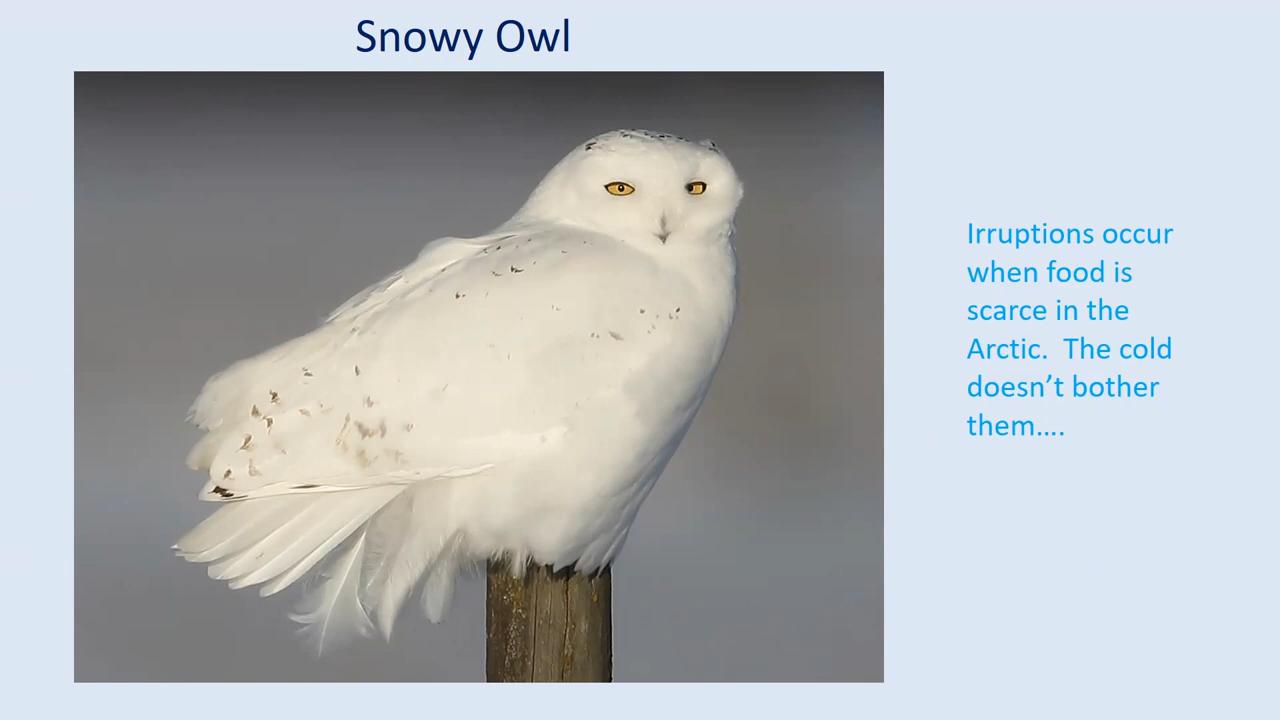 Snowy Owl
Irruptions occur
when food is
scarce in the
Arctic.  The cold
doesn’t bother
them….